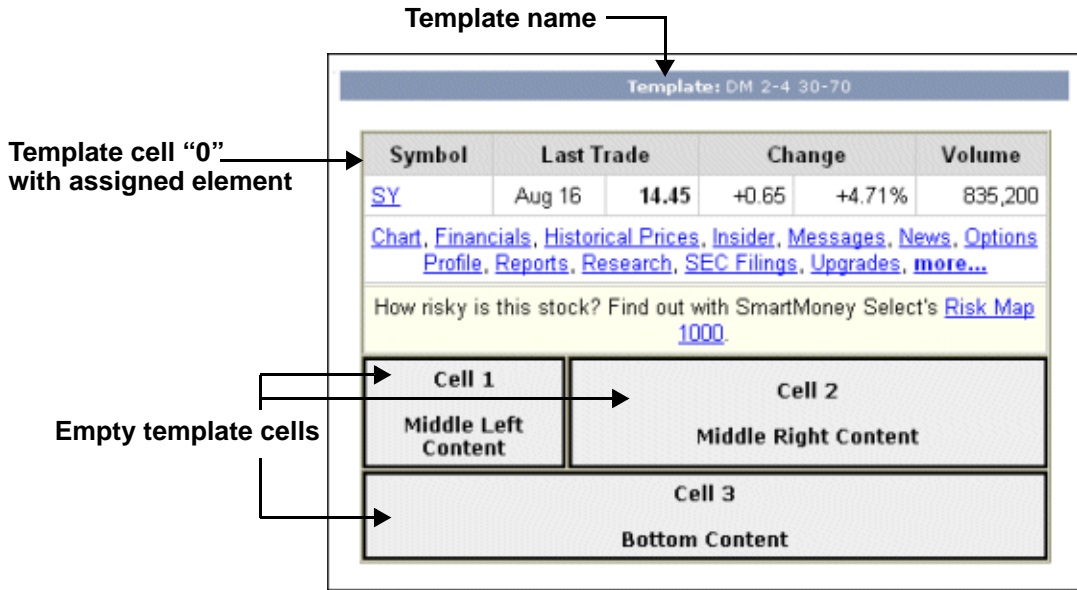 Template name
Template: DM 2-4 30-70
Template cell “0”
with assigned element
Symbol Last Trade Change Volume
SY Aug 16 14.45 +0.65 +4.71% 835,200
Chart, Financials, Historical Prices, Insider, Messages, News, Options
Profile, Reports, Research, SEC Filings, Upgrades, more...
How risky is this stock? Find out with SmartMoney Select's Risk Map
1000.
Cell 1
Middle Left
Content
Cell 2
Middle Right Content
Empty template cells
Cell 3
Bottom Content